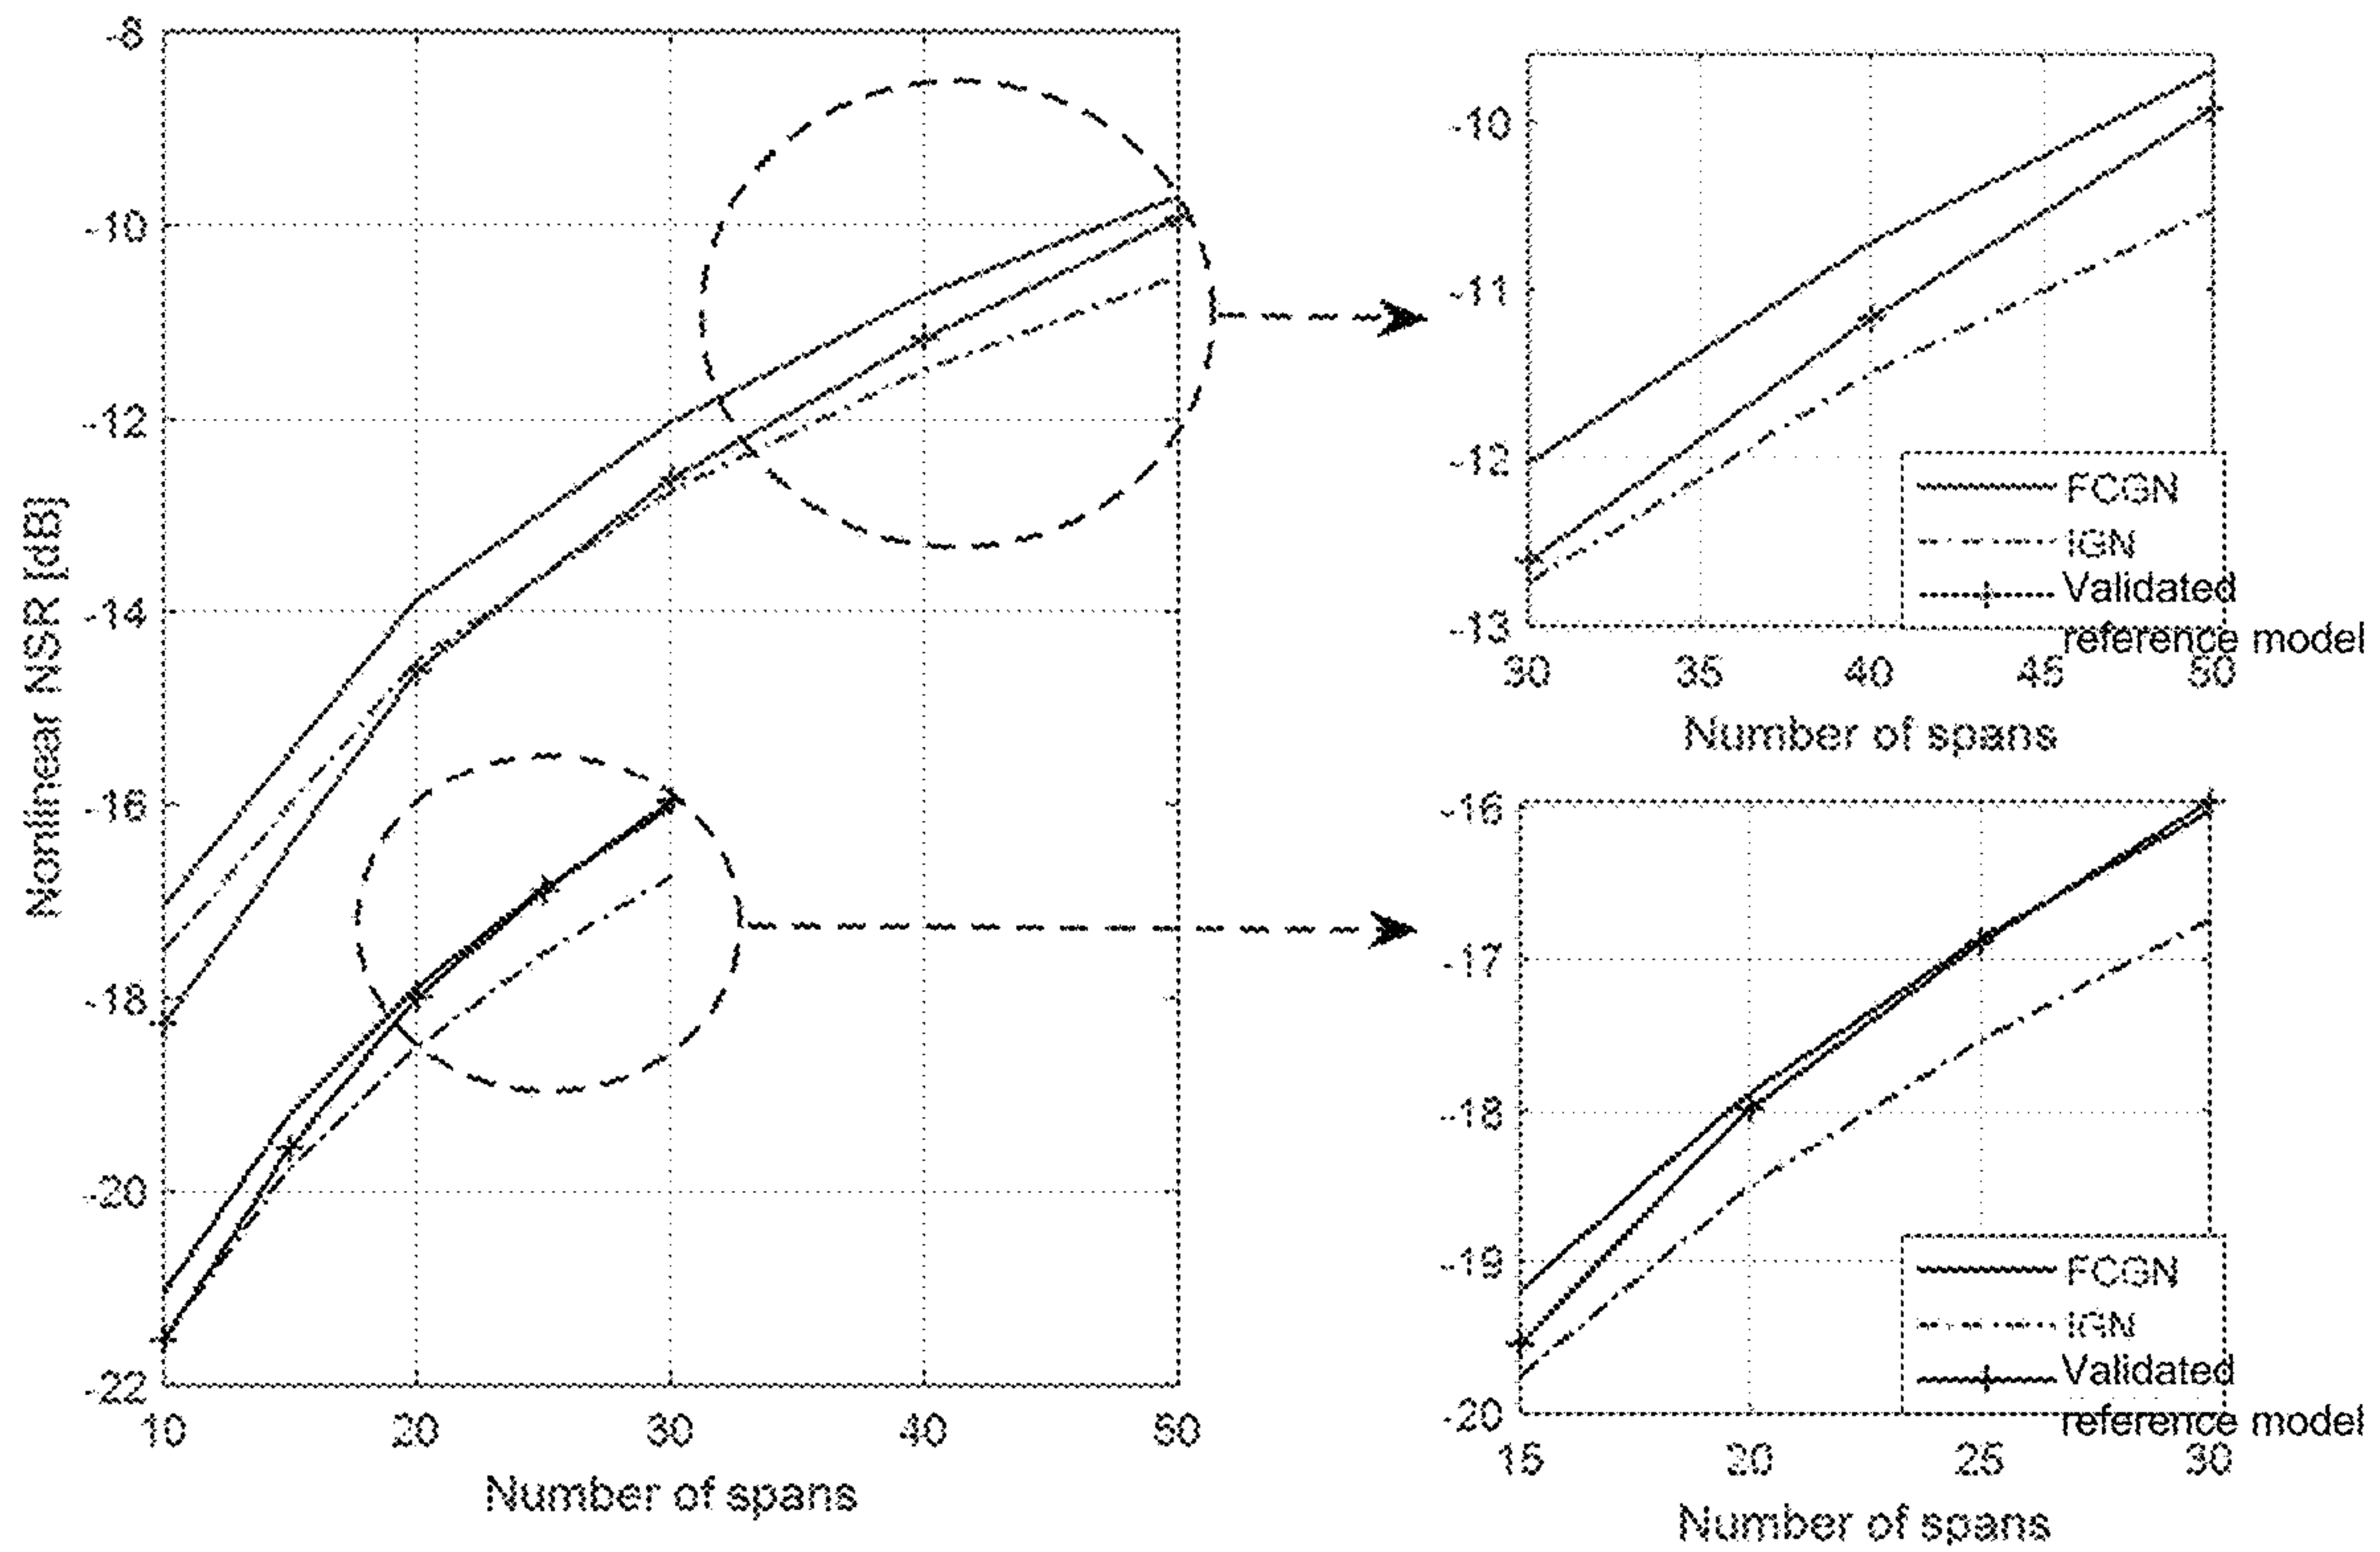 Nonlinear NSR [dB]
-8
-10
-12
-14
-16
-18
-20
-22
10 20 30 40 50
Number of spans
-10
-11
-12
-13
FCGN
IGN
Validated
reference model
30 35 40 45 50
Number of spans
-16
-17
-18
-19
-20
FCGN
IGN
Validated
reference model
15 20 25 30
Number of spans